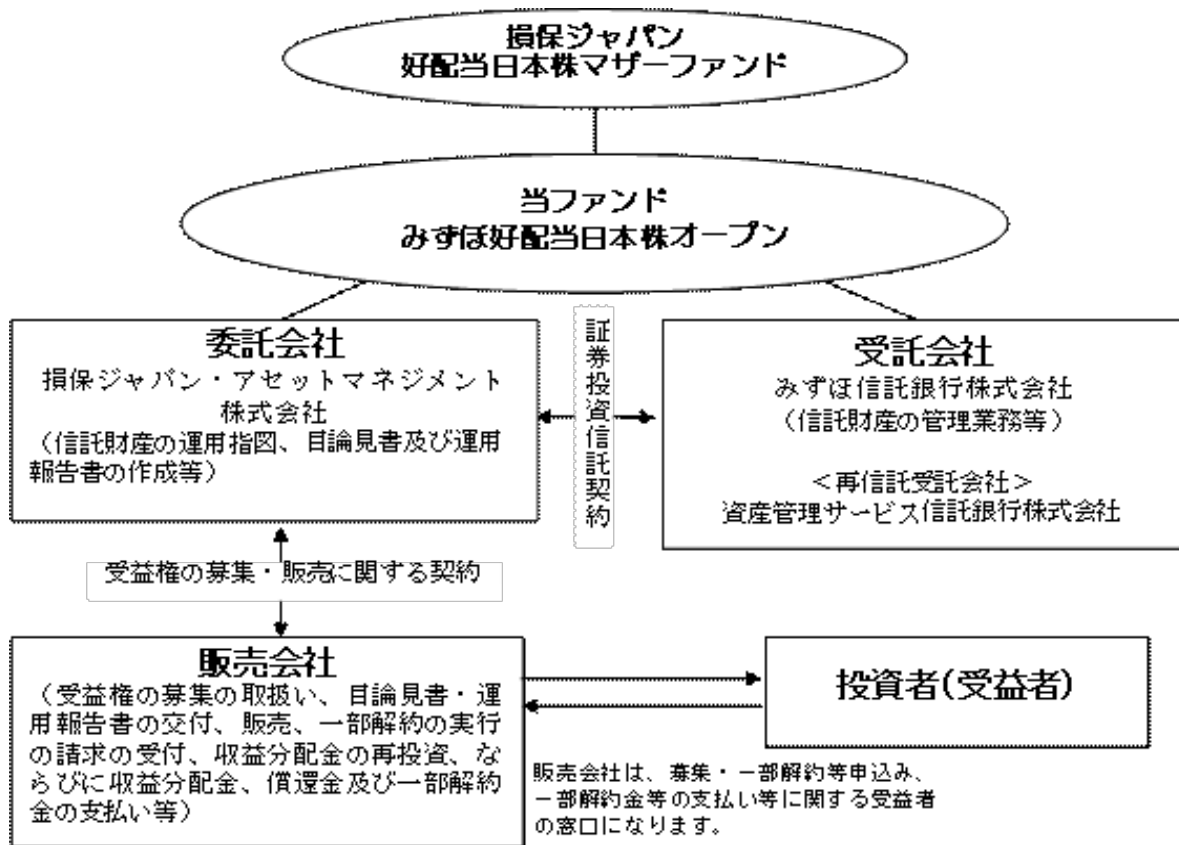 損保ジャパン
好配当日本株マザーファンド
当ファンド
みずほ好配当日本株オープン
委託会社
損保ジャパン・アセットマネジメント
株式会社
（信託財産の運用指図、目論見書及び運用
報告書の作成等）
証券投資信託契約
受託会社
みずほ信託銀行株式会社
（信託財産の管理業務等）
＜再信託受託会社＞
資産管理サービス信託銀行株式会社
受益権の募集・販売に関する契約
販売会社
（受益権の募集の取扱い、目論見書・運
用報告書の交付、販売、一部解約の実行
の請求の受付、収益分配金の再投資、な
らびに収益分配金、償還金及び一部解約
金の支払い等）
投資者(受益者)
販売会社は、募集・一部解約等申込み、
一部解約金等の支払い等に関する受益者
の窓口になります。